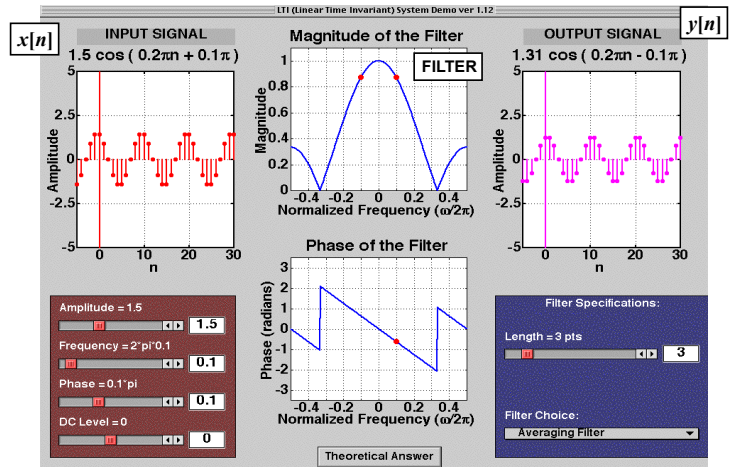 LTI (Linear Time Invariant) System Demo ver 1.12
x[n]
INPUT SIGNAL
1.5 cos ( 0.2πn + 0.1π )
5
2.5
0
-2.5
-5
Amplitude
0
10
20
30
n
Magnitude of the Filter
FILTER
1
0.8
0.6
0.4
0.2
0
Magnitude
-0.4
-0.2
0
0.2
0.4
Normalized Frequency (ω/2π)
Phase of the Filter
3
2
1
0
-1
-2
-3
Phase (radians)
-0.4
-0.2
0
0.2
0.4
Normalized Frequency (ω/2π)
y[n]
OUTPUT SIGNAL
1.31 cos ( 0.2πn - 0.1π )
5
2.5
0
-2.5
-5
Amplitude
0
10
20
30
n
Amplitude = 1.5
1.5
Frequency = 2*pi*0.1
0.1
Phase = 0.1*pi
0.1
DC Level = 0
0
Theoretical Answer
Filter Specifications:
Length = 3 pts
3
Filter Choice:
Averaging Filter